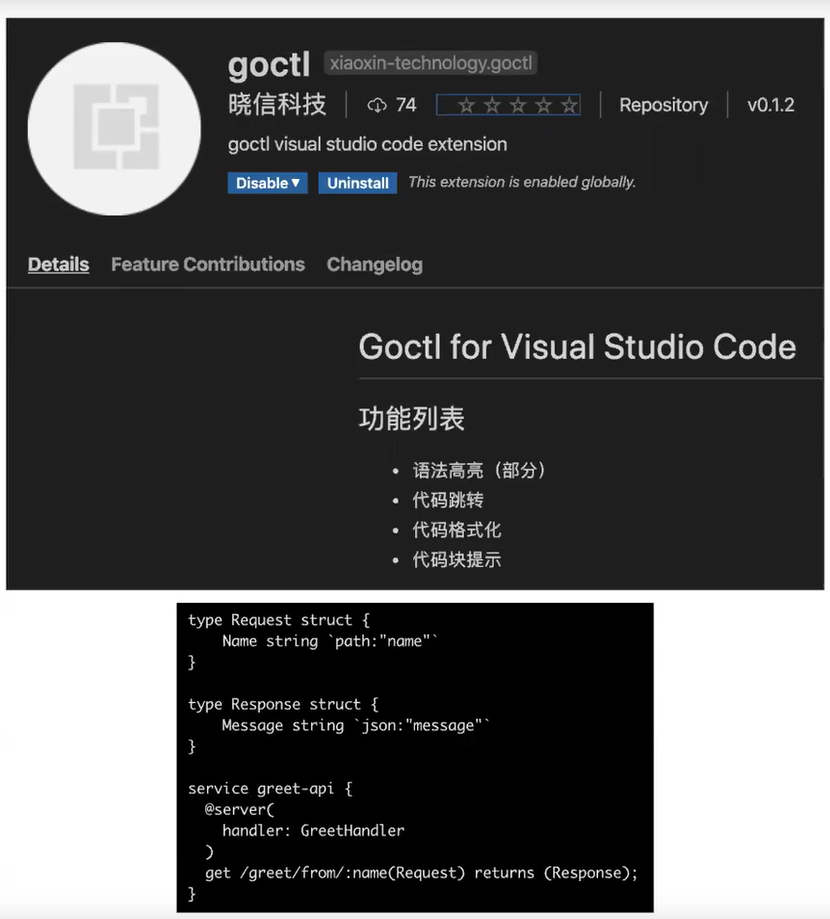 goctl xiaoxin-technology.goctl
晓信科技 74 ☆☆☆☆☆ Repository v0.1.2
goctl visual studio code extension
Disable▼ Uninstall This extension is enabled globally.
Details Feature Contributions Changelog
Goctl for Visual Studio Code
功能列表
• 语法高亮（部分）
• 代码跳转
• 代码格式化
• 代码块提示
type Request struct {
    Name string `path:"name"`
}
type Response struct {
    Message string `json:"message"`
}
service greet-api {
  @server(
    handler: GreetHandler
  )
  get /greet/from/:name(Request) returns (Response);
}